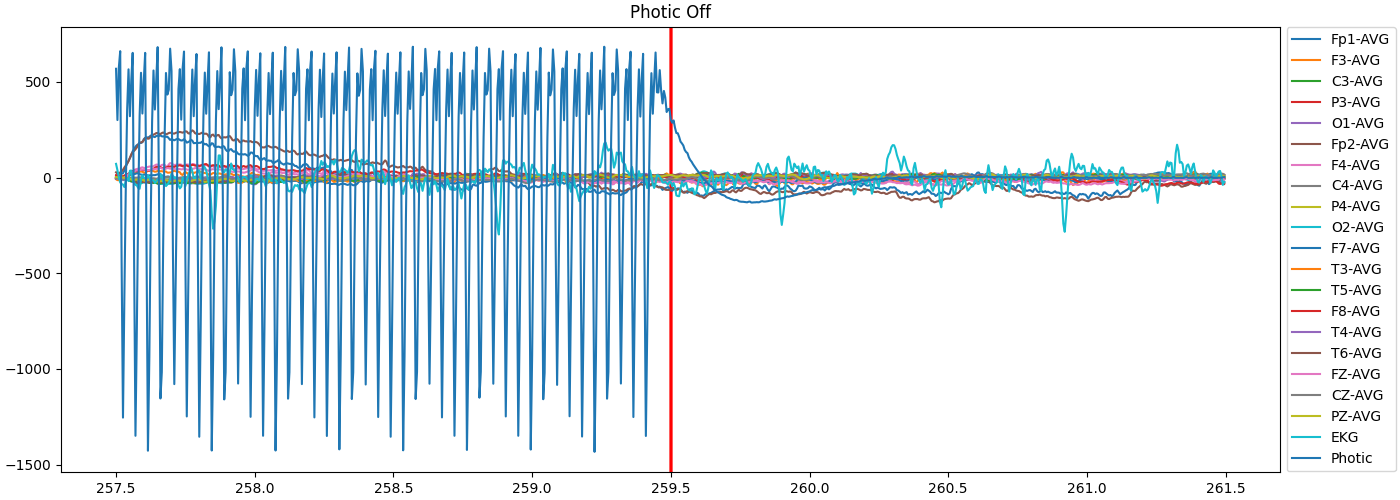 Photic Off
500
0
−500
−1000
−1500
257.5 258.0 258.5 259.0 259.5 260.0 260.5 261.0 261.5
Fp1-AVG
F3-AVG
C3-AVG
P3-AVG
O1-AVG
Fp2-AVG
F4-AVG
C4-AVG
P4-AVG
O2-AVG
F7-AVG
T3-AVG
T5-AVG
F8-AVG
T4-AVG
T6-AVG
FZ-AVG
CZ-AVG
PZ-AVG
EKG
Photic